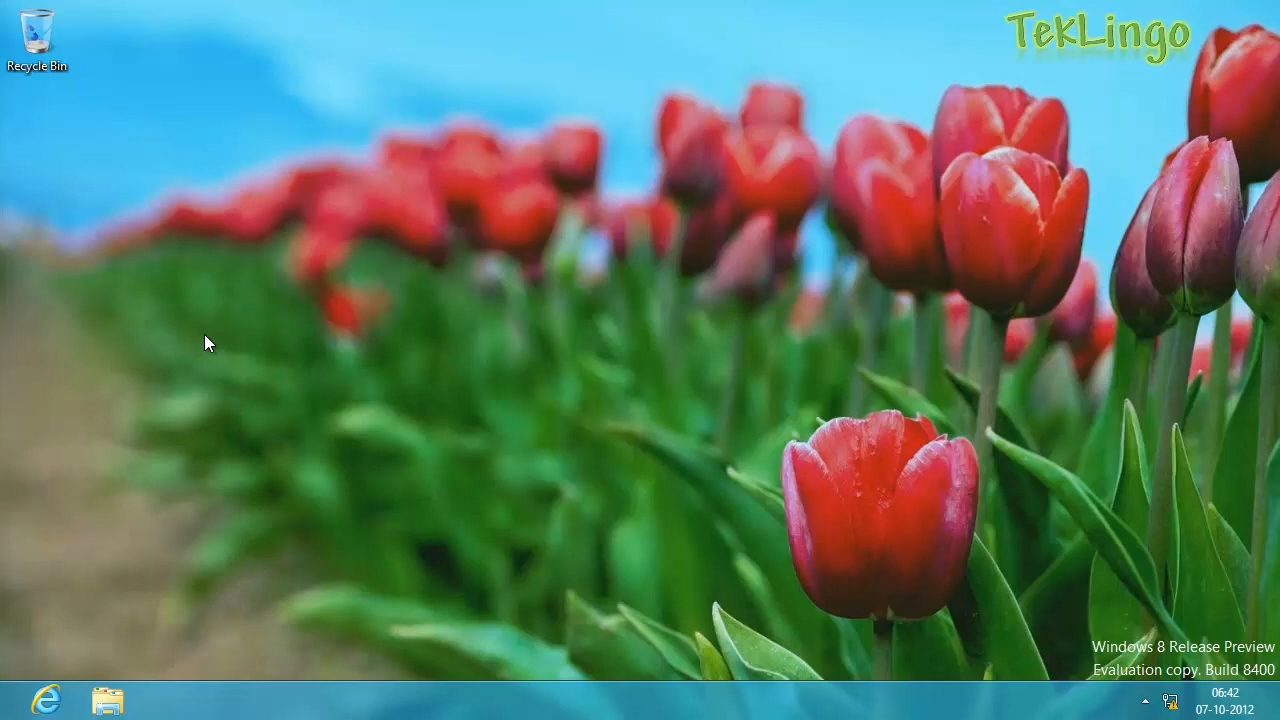 TekLingo
Recycle Bin
Windows 8 Release Preview
Evaluation copy. Build 8400
06:42
07-10-2012